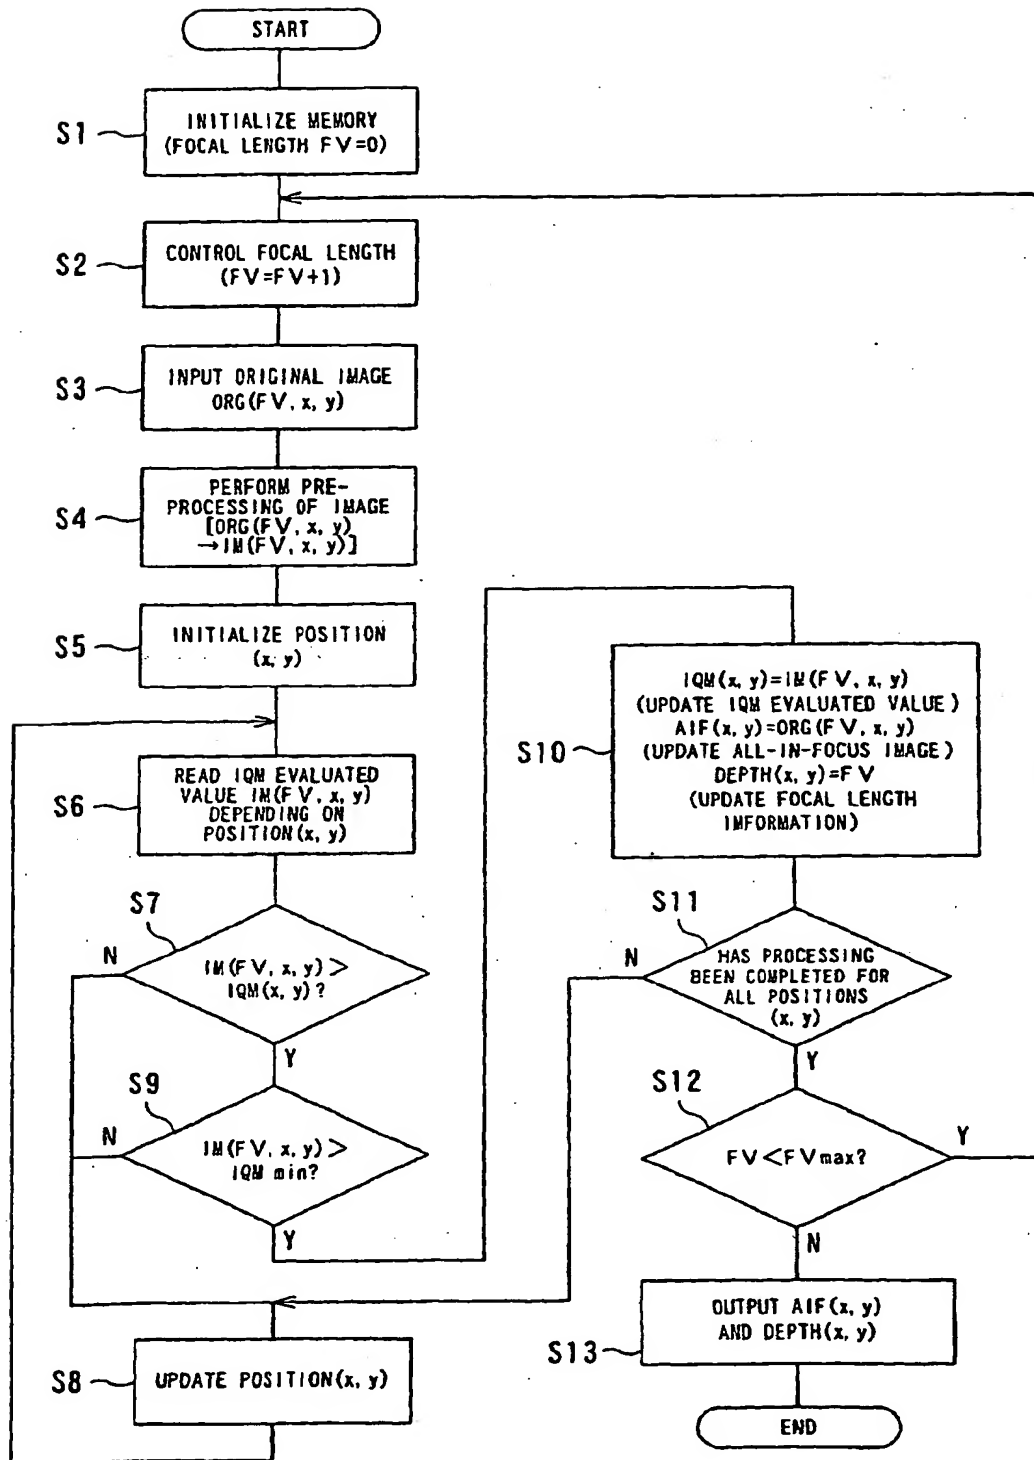 START
S1
INITIALIZE MEMORY
(FOCAL LENGTH FV=0)
S2
CONTROL FOCAL LENGTH
(FV=FV+1)
S3
INPUT ORIGINAL IMAGE
ORG(FV, x, y)
S4
PERFORM PRE-
PROCESSING OF IMAGE
[ORG(FV, x, y)
→IM(FV, x, y)]
S5
INITIALIZE POSITION
(x, y)
S6
READ IQM EVALUATED
VALUE IM(FV, x, y)
DEPENDING ON
POSITION(x, y)
S7
N
IM(FV, x, y)>
IQM(x, y)?
Y
S9
N
IM(FV, x, y)>
IQM min?
Y
S8
UPDATE POSITION(x, y)
S10
IQM(x, y)=IM(FV, x, y)
(UPDATE IQM EVALUATED VALUE)
AIF(x, y)=ORG(FV, x, y)
(UPDATE ALL-IN-FOCUS IMAGE)
DEPTH(x, y)=FV
(UPDATE FOCAL LENGTH
INFORMATION)
S11
N
HAS PROCESSING
BEEN COMPLETED FOR
ALL POSITIONS
(x, y)
Y
S12
Y
FV<FVmax?
N
S13
OUTPUT AIF(x, y)
AND DEPTH(x, y)
END